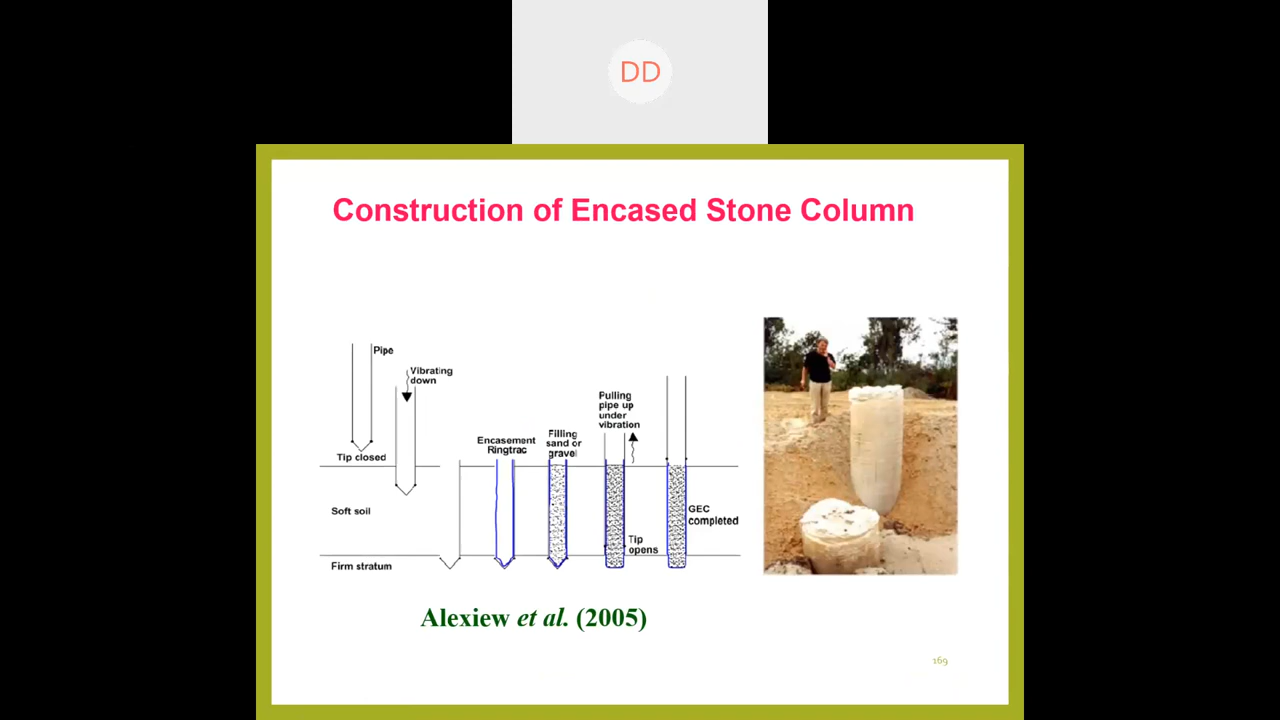 DD
Construction of Encased Stone Column
Pipe
Vibrating
down
Tip closed
Soft soil
Firm stratum
Encasement
Ringtrac
Filling
sand or
gravel
Pulling
pipe up
under
vibration
Tip
opens
GEC
completed
Alexiew et al. (2005)
169